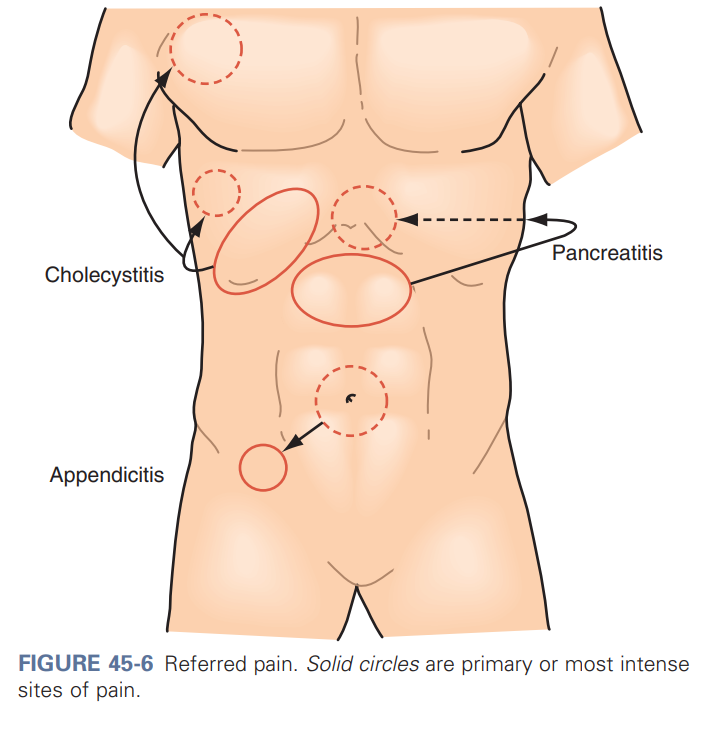 Pancreatitis
Cholecystitis
Appendicitis
FIGURE 45-6 Referred pain. Solid circles are primary or most intense
sites of pain.